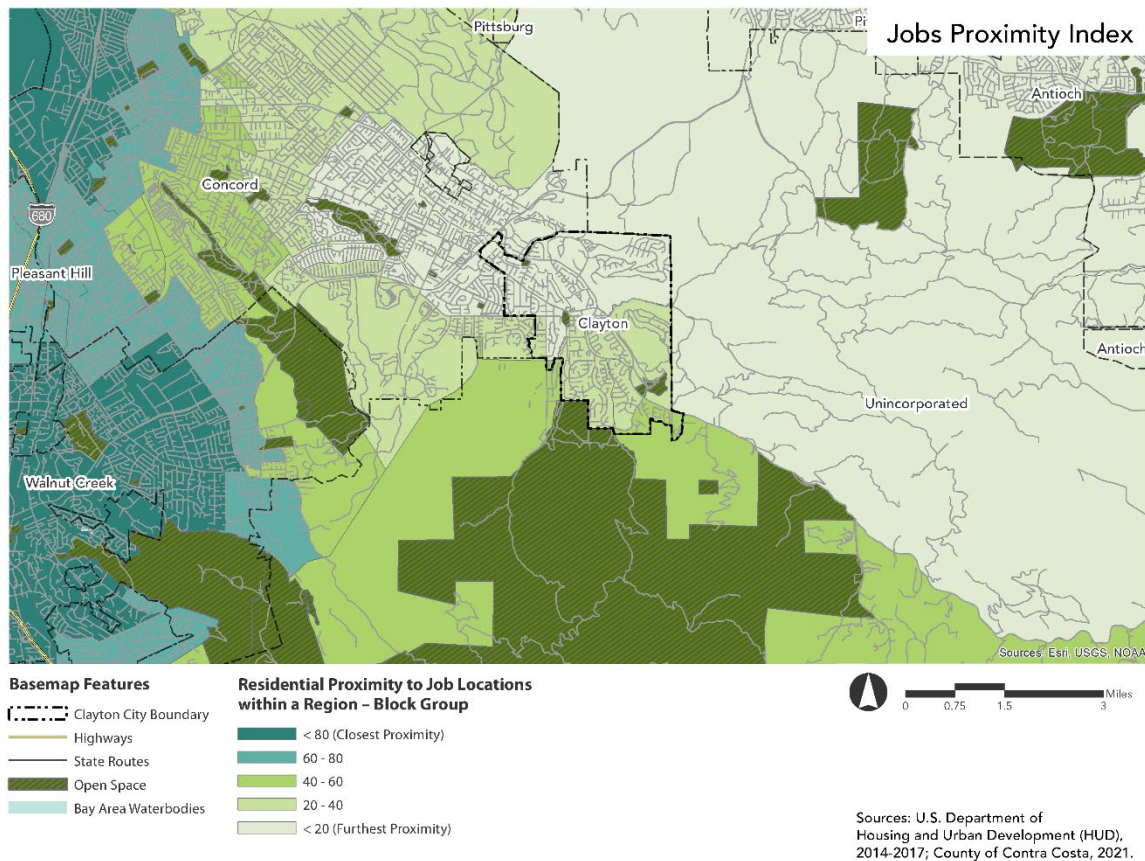 Jobs Proximity Index
Pittsburg
Pi
Antioch
Concord
680
Pleasant Hill
Clayton
Antioch
Unincorporated
Walnut Creek
Sources: Esri, USGS, NOAA
Basemap Features
Clayton City Boundary
Highways
State Routes
Open Space
Bay Area Waterbodies
Residential Proximity to Job Locations
within a Region – Block Group
< 80 (Closest Proximity)
60 - 80
40 - 60
20 - 40
< 20 (Furthest Proximity)
Miles
0 0.75 1.5 3
Sources: U.S. Department of
Housing and Urban Development (HUD),
2014-2017; County of Contra Costa, 2021.